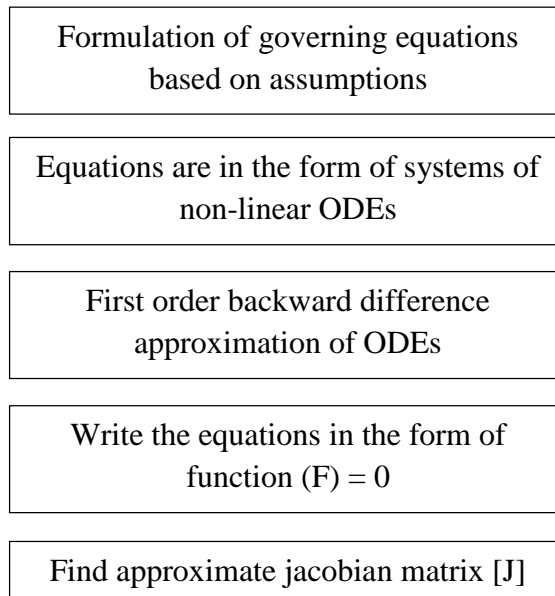 Formulation of governing equations
based on assumptions
Equations are in the form of systems of
non-linear ODEs
First order backward difference
approximation of ODEs
Write the equations in the form of
function (F) = 0
Find approximate jacobian matrix [J]